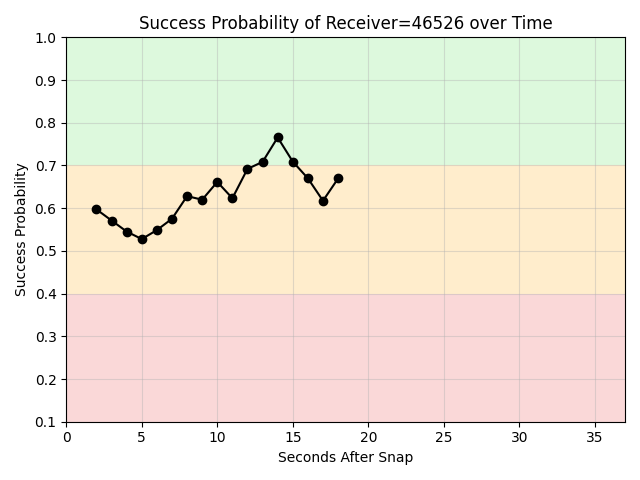 Success Probability of Receiver=46526 over Time
1.0
0.9
0.8
0.7
0.6
0.5
0.4
0.3
0.2
0.1
Success Probability
0 5 10 15 20 25 30 35
Seconds After Snap